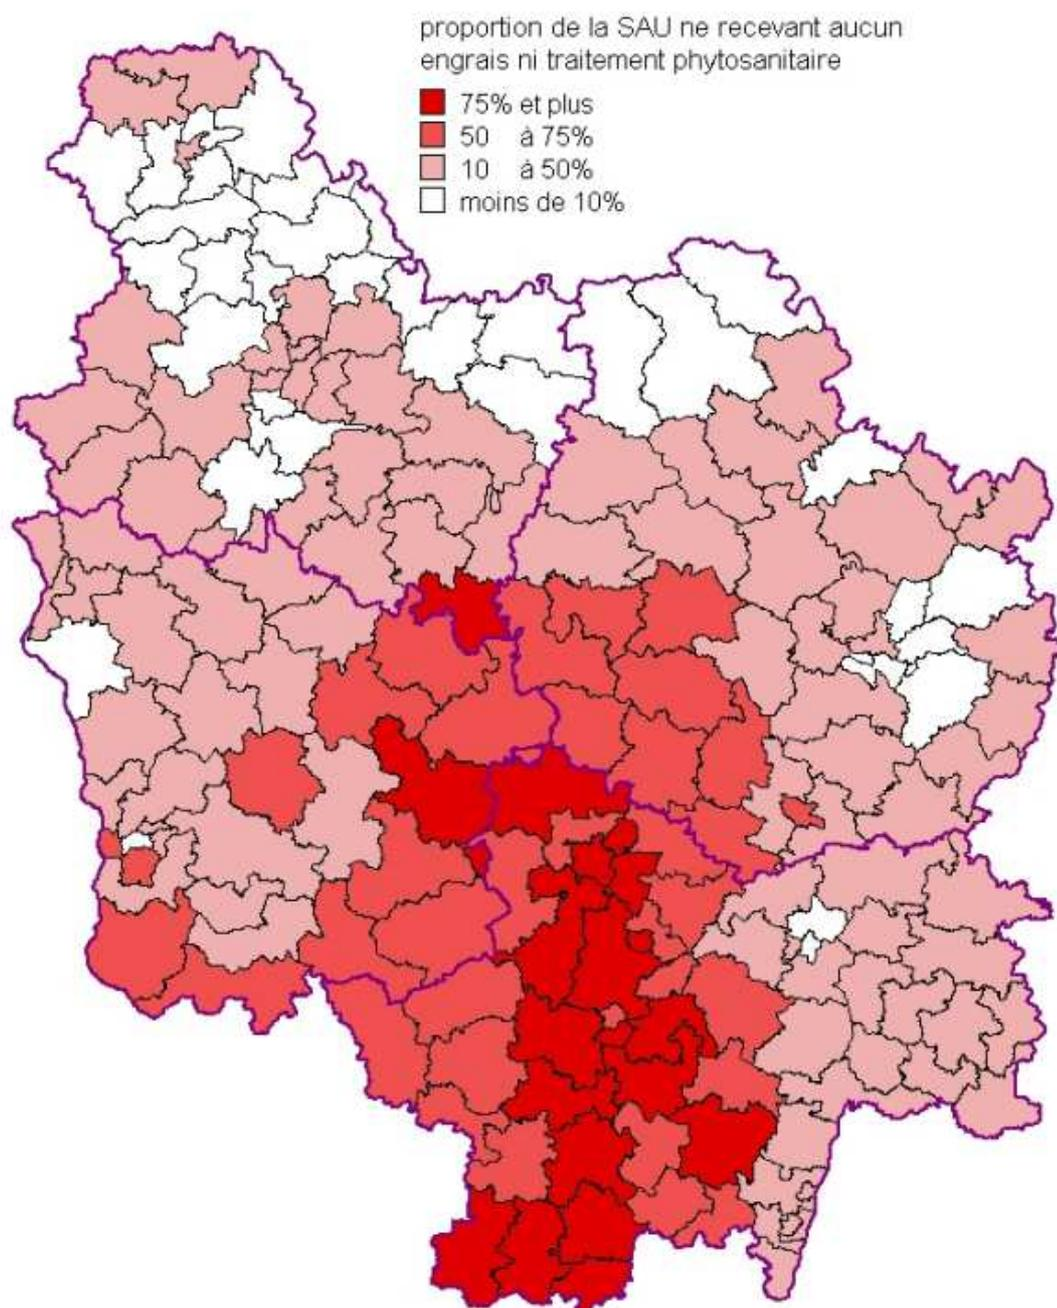 proportion de la SAU ne recevant aucun
engrais ni traitement phytosanitaire
75% et plus
50 à 75%
10 à 50%
moins de 10%